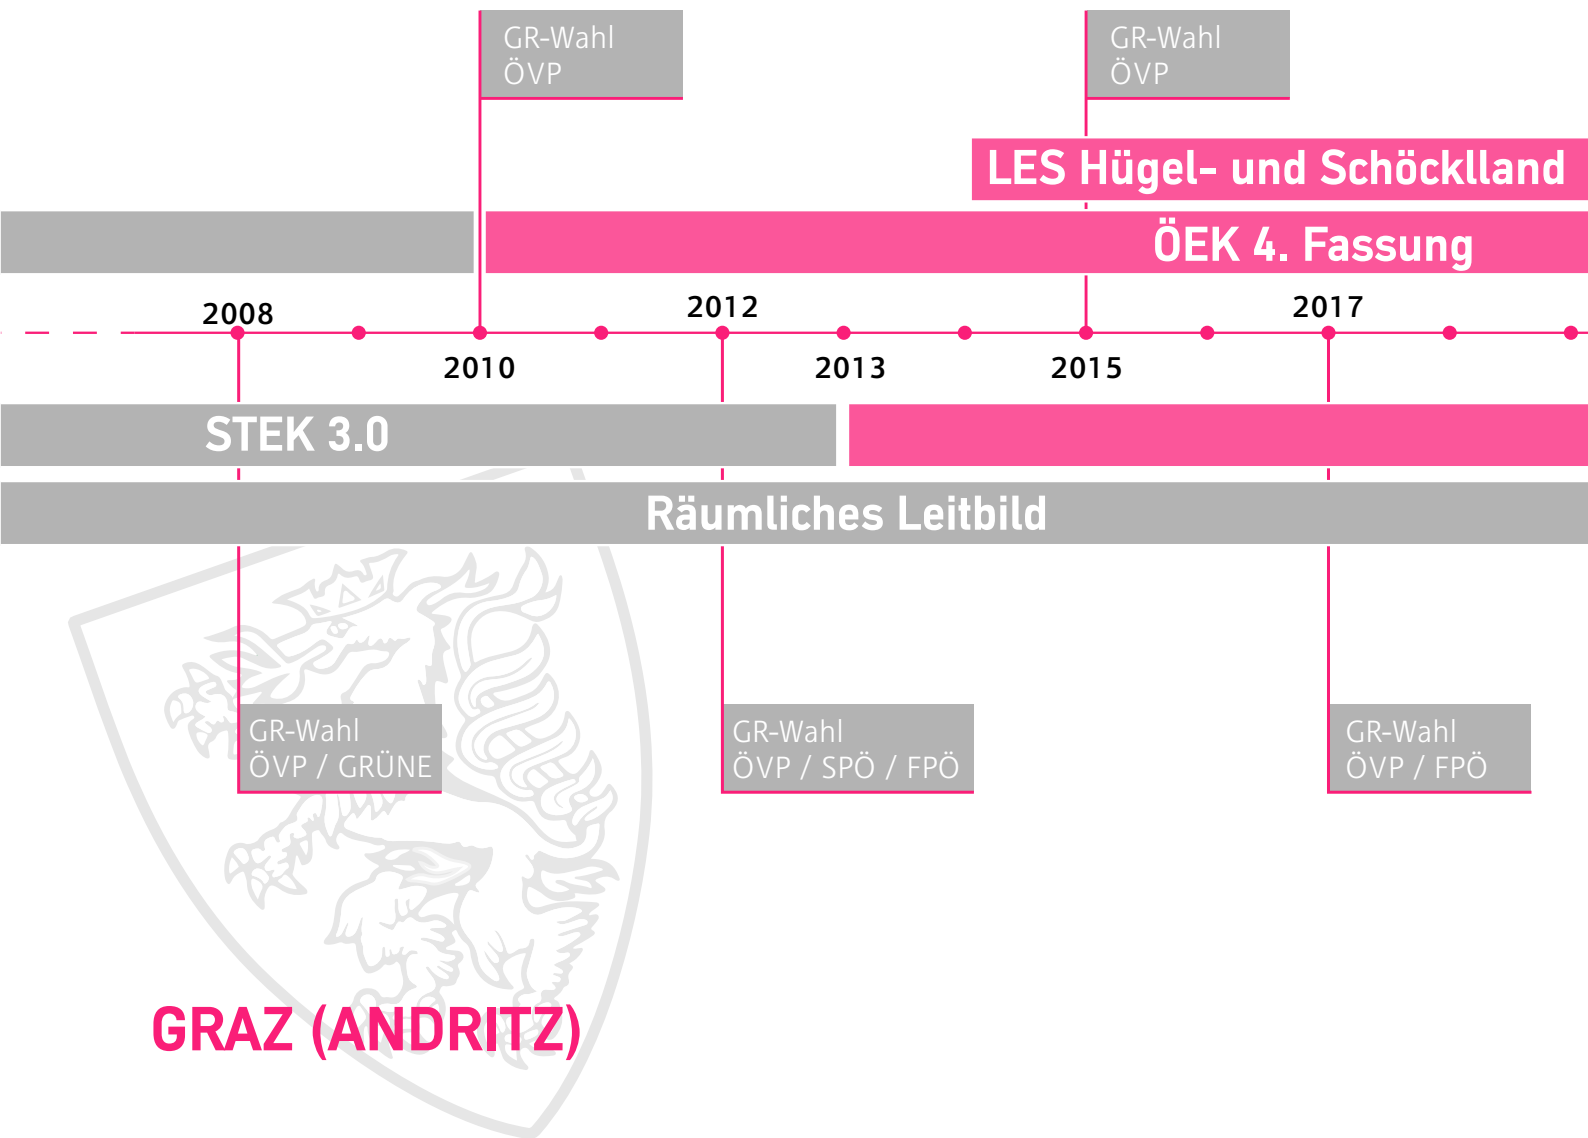 GR-Wahl
ÖVP
GR-Wahl
ÖVP
LES Hügel- und Schöcklland
ÖEK 4. Fassung
2008
2012
2017
2010
2013
2015
STEK 3.0
Räumliches Leitbild
GR-Wahl
ÖVP / GRÜNE
GR-Wahl
ÖVP / SPÖ / FPÖ
GR-Wahl
ÖVP / FPÖ
GRAZ (ANDRITZ)